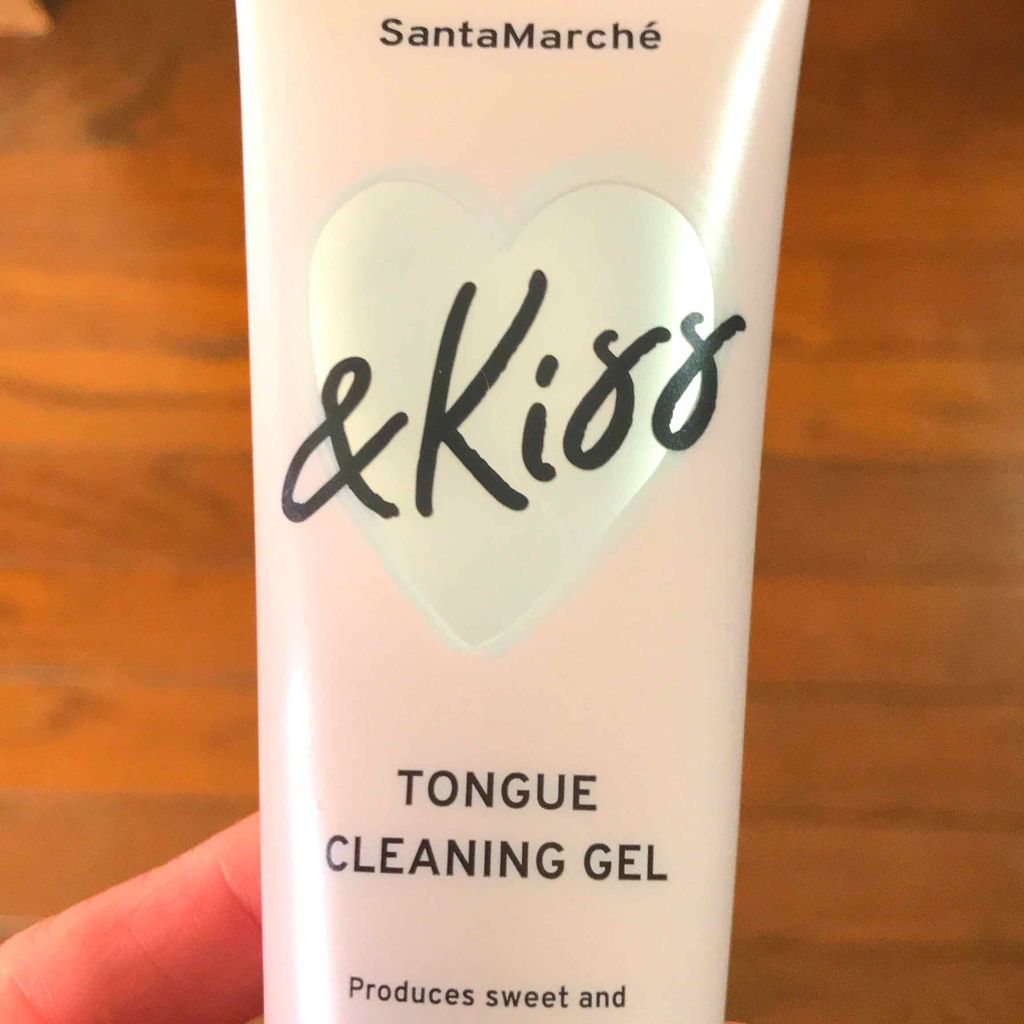 SantaMarché
&Kiss
TONGUE
CLEANING GEL
Produces sweet and